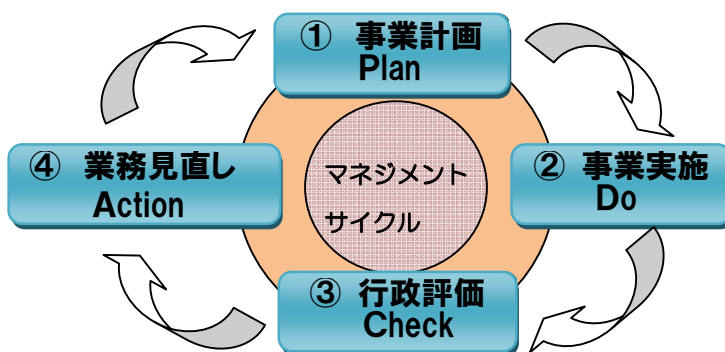 ① 事業計画
Plan
② 事業実施
Do
③ 行政評価
Check
④ 業務見直し
Action
マネジメント
サイクル